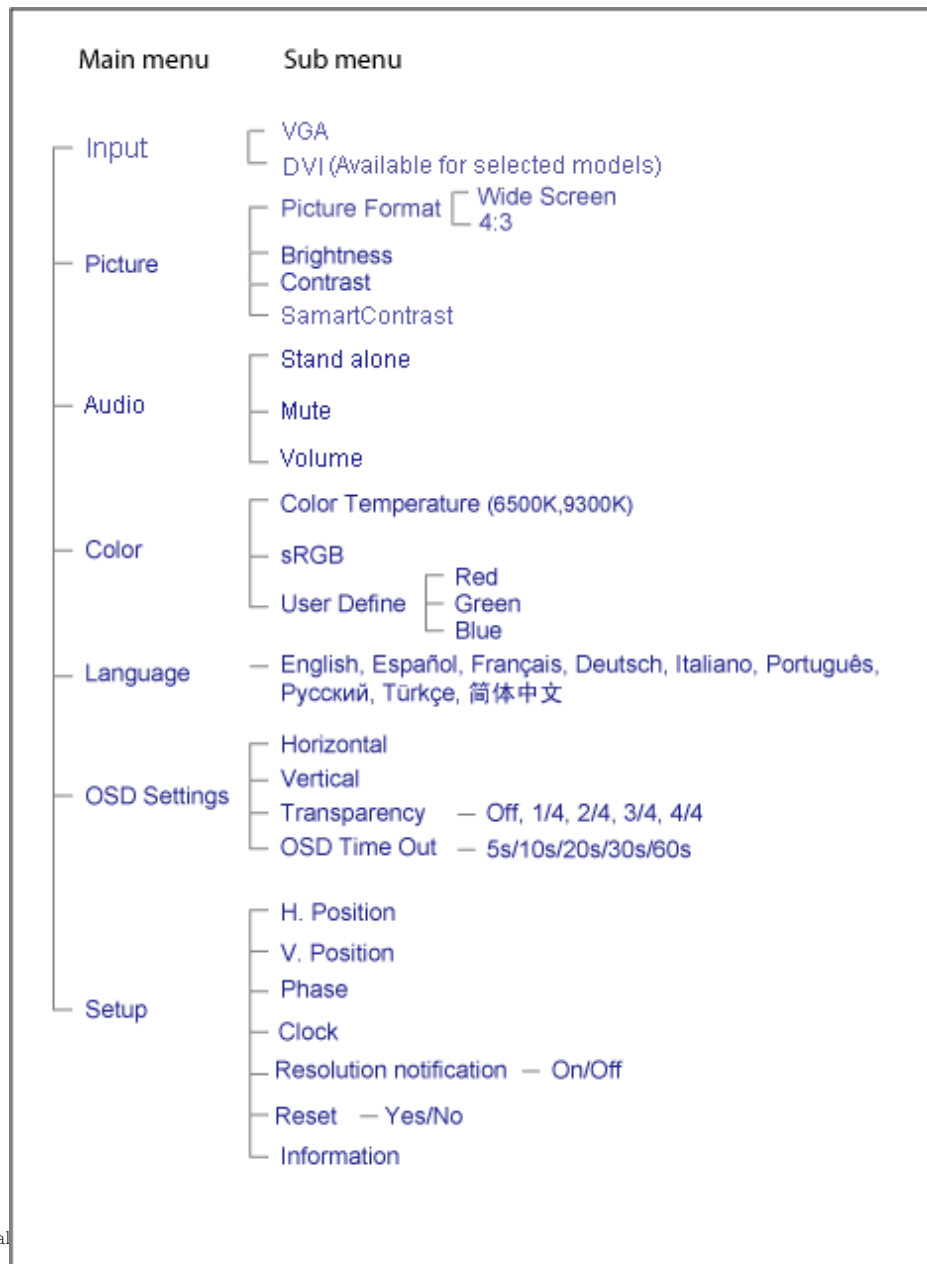 Main menu Sub menu
Input
VGA
DVI (Available for selected models)
Picture
Picture Format
Wide Screen
4:3
Brightness
Contrast
SamartContrast
Audio
Stand alone
Mute
Volume
Color
Color Temperature (6500K,9300K)
sRGB
User Define
Red
Green
Blue
Language
English, Español, Français, Deutsch, Italiano, Português,
Русский, Türkçe, 简体中文
OSD Settings
Horizontal
Vertical
Transparency — Off, 1/4, 2/4, 3/4, 4/4
OSD Time Out — 5s/10s/20s/30s/60s
Setup
H. Position
V. Position
Phase
Clock
Resolution notification — On/Off
Reset — Yes/No
Information